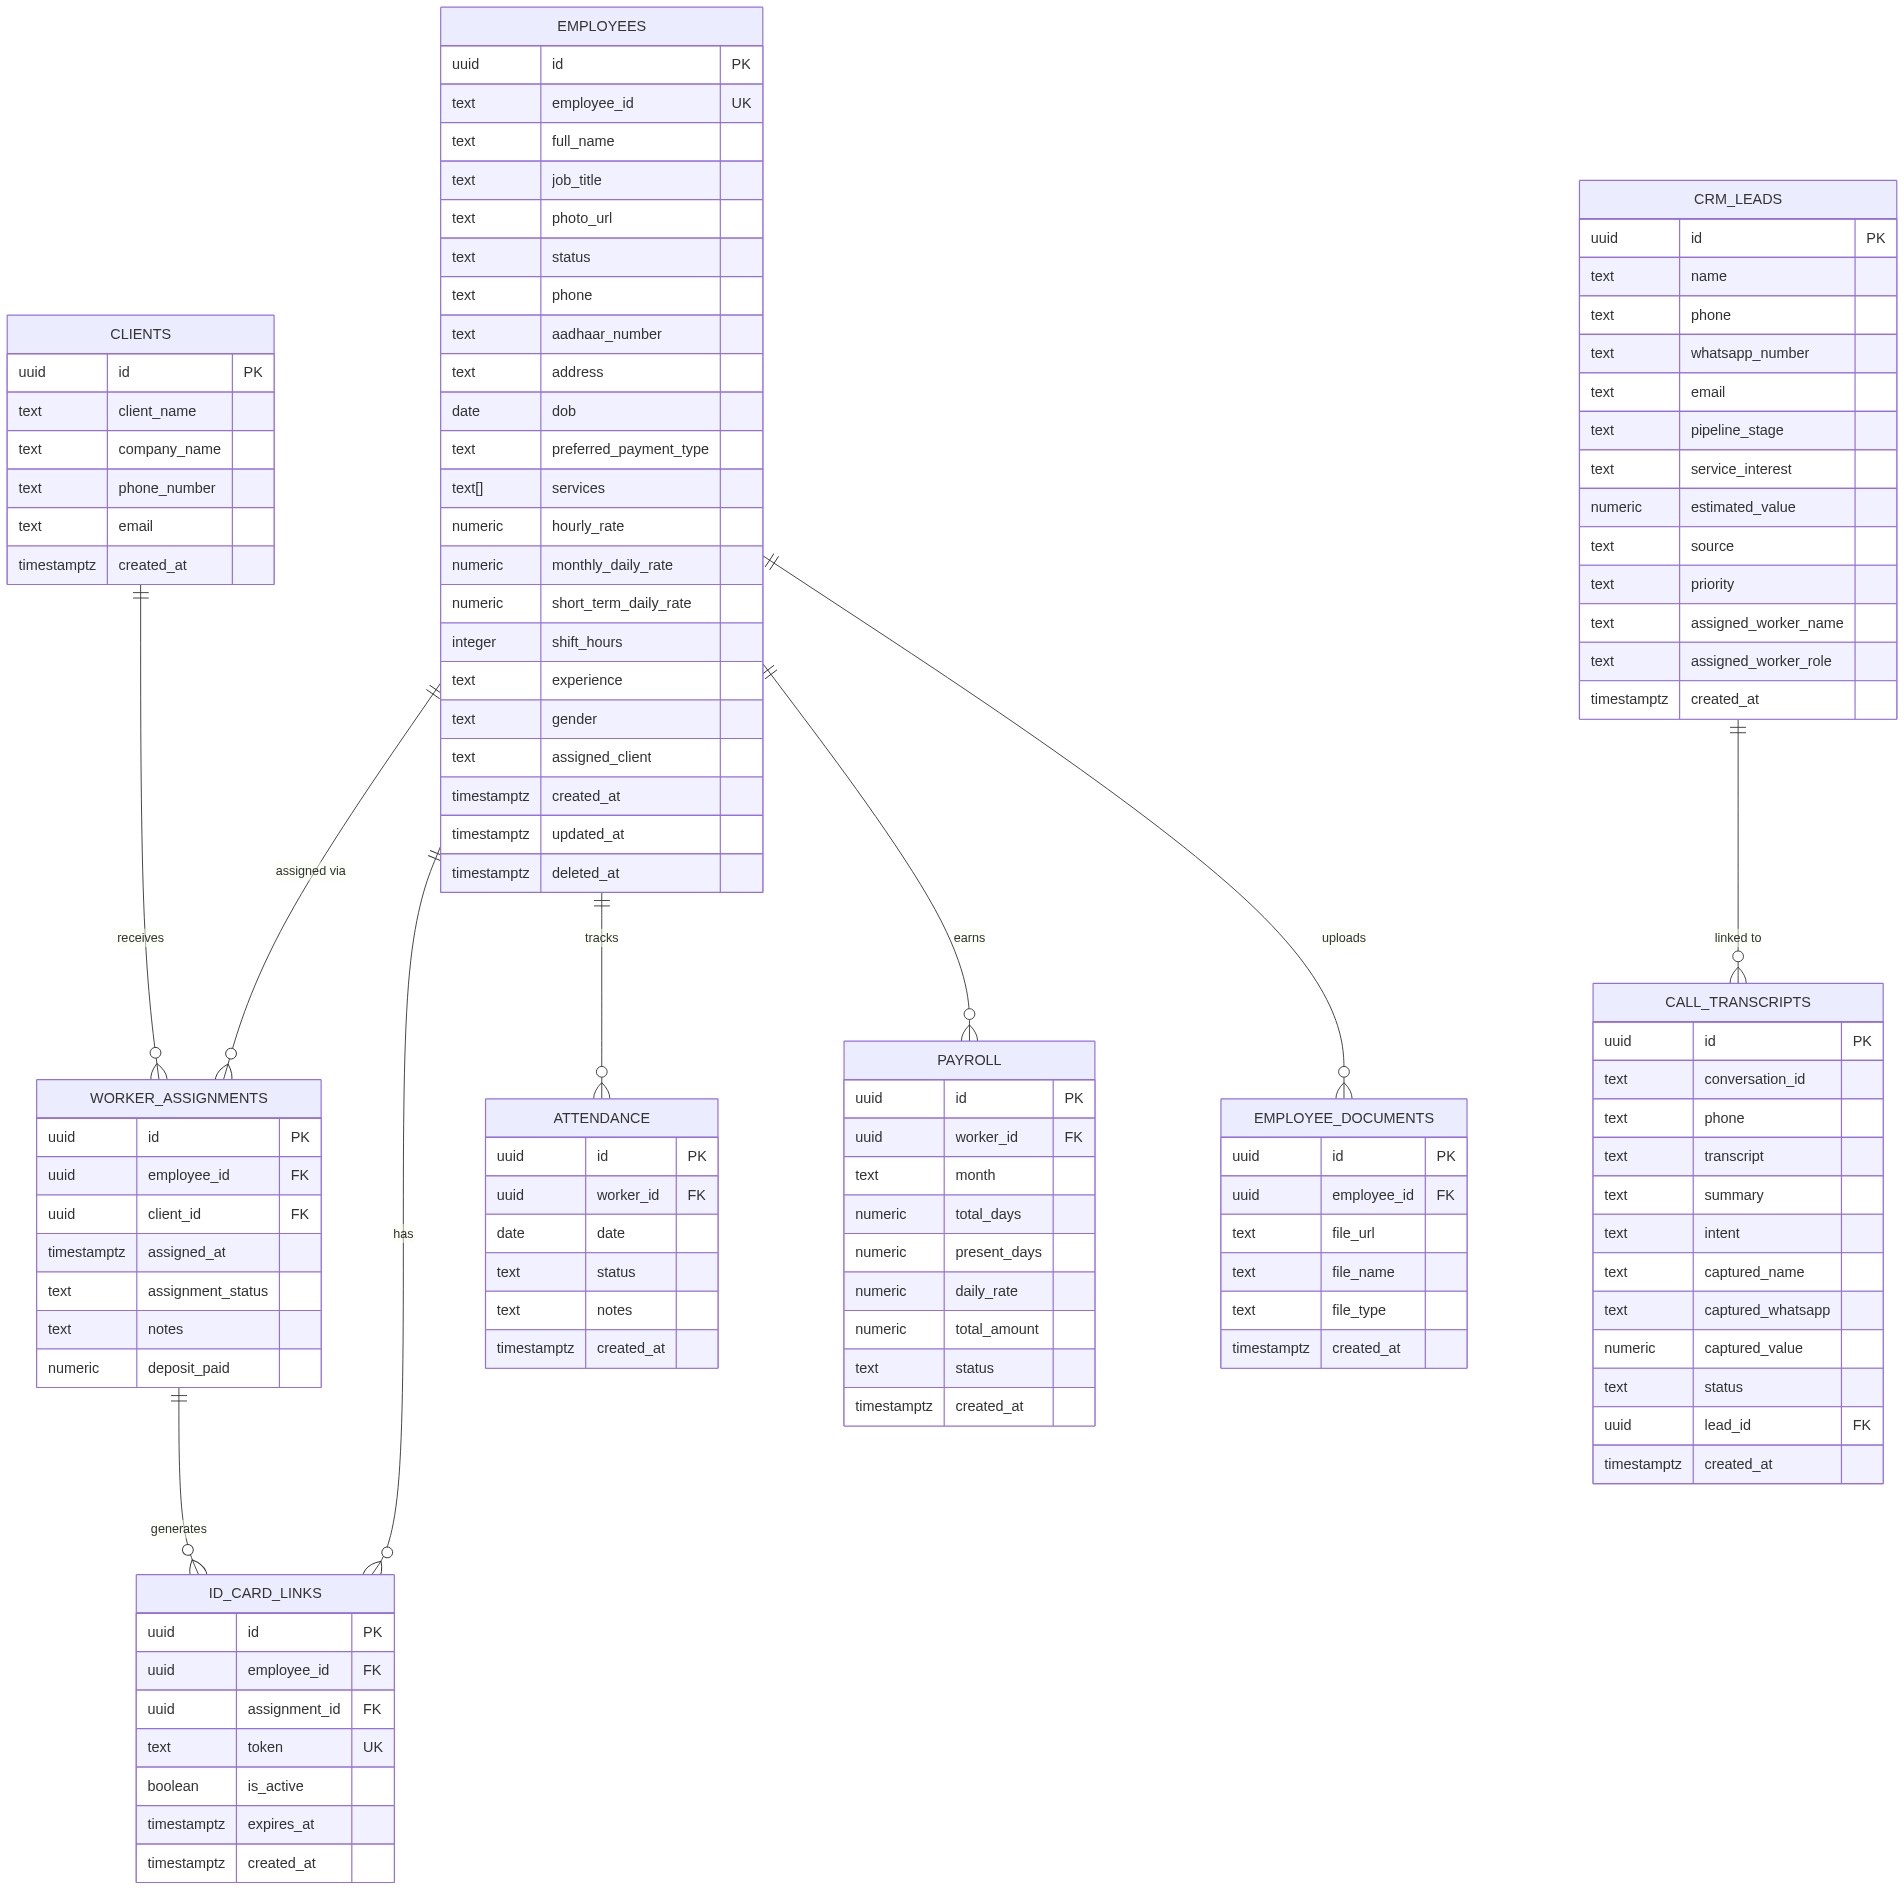 EMPLOYEES
uuid id PK
text employee_id UK
text full_name
text job_title
text photo_url
text status
text phone
text aadhaar_number
text address
date dob
text preferred_payment_type
text[] services
numeric hourly_rate
numeric monthly_daily_rate
numeric short_term_daily_rate
integer shift_hours
text experience
text gender
text assigned_client
timestamptz created_at
timestamptz updated_at
timestamptz deleted_at
CRM_LEADS
uuid id PK
text name
text phone
text whatsapp_number
text email
text pipeline_stage
text service_interest
numeric estimated_value
text source
text priority
text assigned_worker_name
text assigned_worker_role
timestamptz created_at
CLIENTS
uuid id PK
text client_name
text company_name
text phone_number
text email
timestamptz created_at
assigned via
receives
tracks
earns
uploads
linked to
WORKER_ASSIGNMENTS
uuid id PK
uuid employee_id FK
uuid client_id FK
timestamptz assigned_at
text assignment_status
text notes
numeric deposit_paid
has
ATTENDANCE
uuid id PK
uuid worker_id FK
date date
text status
text notes
timestamptz created_at
PAYROLL
uuid id PK
uuid worker_id FK
text month
numeric total_days
numeric present_days
numeric daily_rate
numeric total_amount
text status
timestamptz created_at
EMPLOYEE_DOCUMENTS
uuid id PK
uuid employee_id FK
text file_url
text file_name
text file_type
timestamptz created_at
CALL_TRANSCRIPTS
uuid id PK
text conversation_id
text phone
text transcript
text summary
text intent
text captured_name
text captured_whatsapp
numeric captured_value
text status
uuid lead_id FK
timestamptz created_at
generates
ID_CARD_LINKS
uuid id PK
uuid employee_id FK
uuid assignment_id FK
text token UK
boolean is_active
timestamptz expires_at
timestamptz created_at